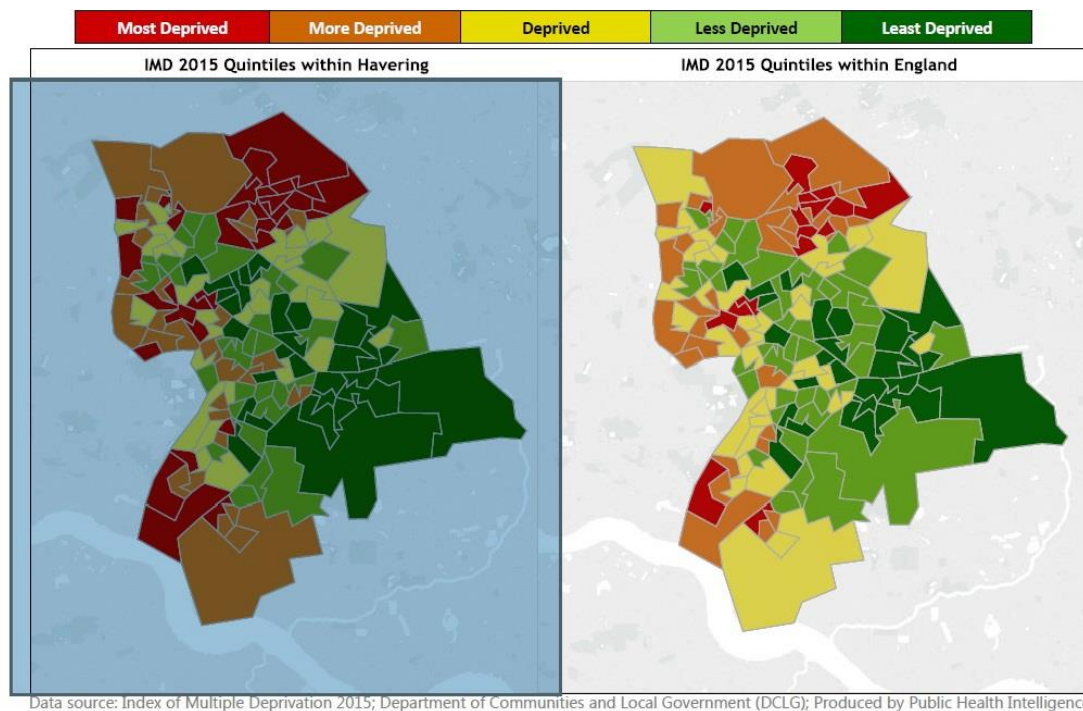 Most Deprived More Deprived Deprived Less Deprived Least Deprived
IMD 2015 Quintiles within Havering IMD 2015 Quintiles within England
Data source: Index of Multiple Deprivation 2015; Department of Communities and Local Government (DCLG); Produced by Public Health Intelligenc